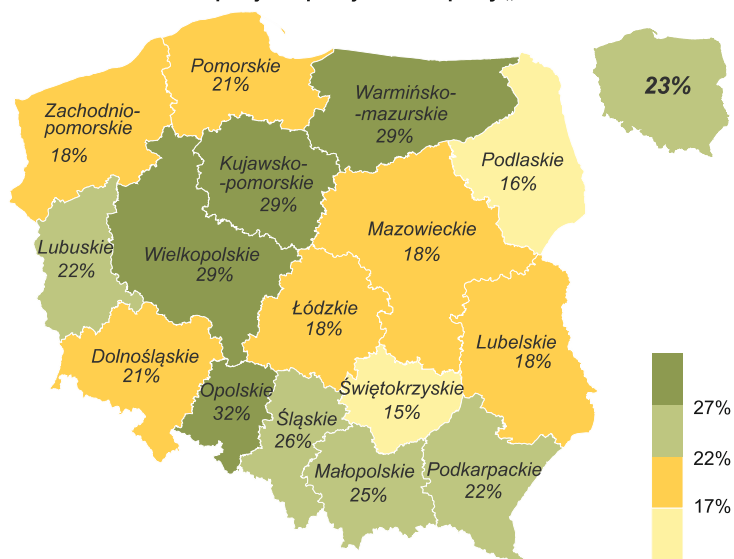 Pomorskie
21%
23%
Zachodnio-
pomorskie
18%
Warmińsko-
-mazurskie
29%
Kujawsko-
-pomorskie
29%
Podlaskie
16%
Lubuskie
22%
Wielkopolskie
29%
Mazowieckie
18%
Łódzkie
18%
Lubelskie
18%
Dolnośląskie
21%
Opolskie
32%
Śląskie
26%
Świętokrzyskie
15%
Małopolskie
25%
Podkarpackie
22%
27%
22%
17%